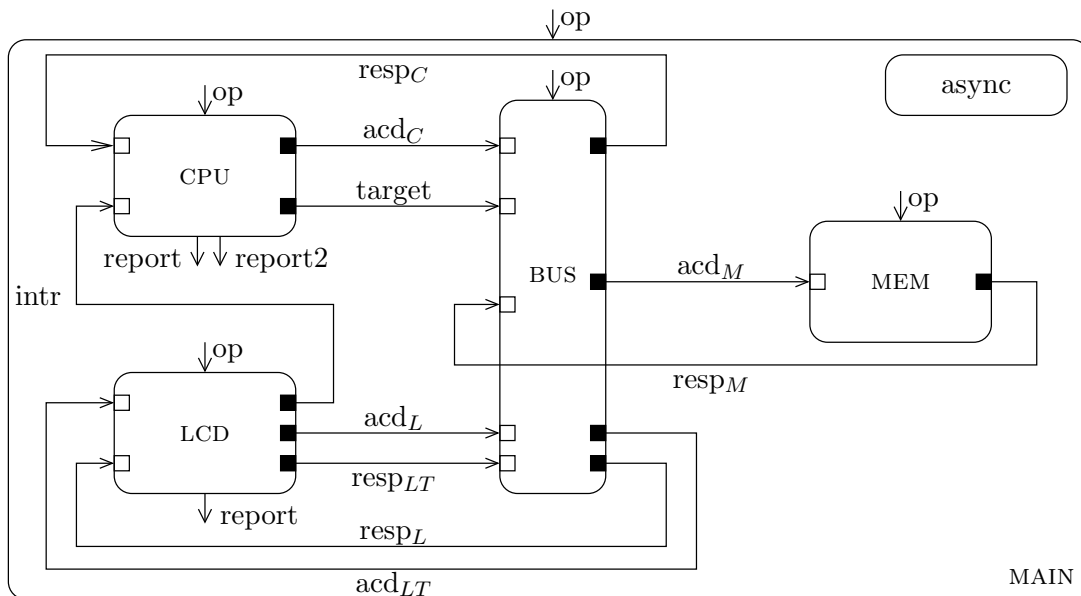 op
resp_C
op
async
op
acd_C
CPU
target
op
report
report2
acd_M
BUS
MEM
intr
op
resp_M
acd_L
LCD
resp_LT
report
resp_L
acd_LT
MAIN